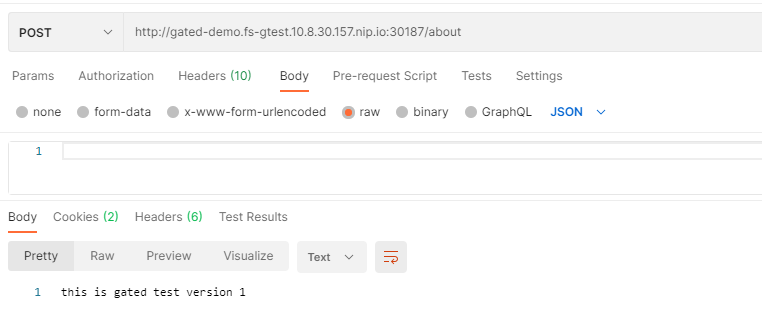 POST http://gated-demo.fs-gtest.10.8.30.157.nip.io:30187/about
Params Authorization Headers (10) Body Pre-request Script Tests Settings
none form-data x-www-form-urlencoded raw binary GraphQL JSON
1
Body Cookies (2) Headers (6) Test Results
Pretty Raw Preview Visualize Text
1 this is gated test version 1